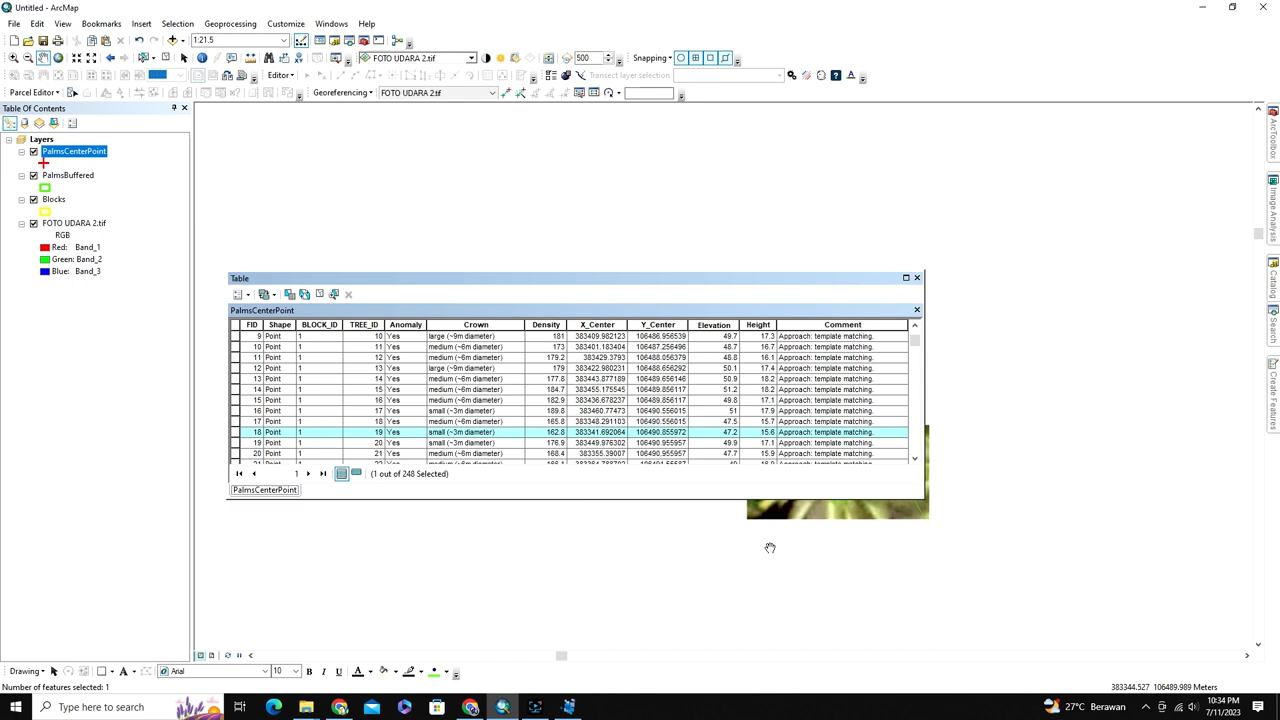 Untitled - ArcMap
File Edit View Bookmarks Insert Selection Geoprocessing Customize Windows Help
1:21.5
FOTO UDARA 2.tif 500 Snapping
Editor Transect layer selection
Parcel Editor Georeferencing FOTO UDARA 2.tif
Table Of Contents
Layers
PalmsCenterPoint
PalmsBuffered
Blocks
FOTO UDARA 2.tif
RGB
Red: Band_1
Green: Band_2
Blue: Band_3
Table
PalmsCenterPoint
FID Shape BLOCK_ID TREE_ID Anomaly Crown Density X_Center Y_Center Elevation Height Comment
9 Point 1 10 Yes large (~9m diameter) 181 383409.982123 106486.956539 49.7 17.3 Approach: template matching.
10 Point 1 11 Yes medium (~6m diameter) 173 383401.183404 106487.256496 48.7 16.7 Approach: template matching.
11 Point 1 12 Yes medium (~6m diameter) 179.2 383429.3793 106488.056379 48.8 16.1 Approach: template matching.
12 Point 1 13 Yes large (~9m diameter) 179 383422.980231 106488.656292 50.1 17.4 Approach: template matching.
13 Point 1 14 Yes medium (~6m diameter) 177.8 383443.877189 106489.656146 50.9 18.2 Approach: template matching.
14 Point 1 15 Yes medium (~6m diameter) 184.7 383455.175545 106489.856117 51.2 18.2 Approach: template matching.
15 Point 1 16 Yes medium (~6m diameter) 182.9 383436.678237 106489.856117 49.8 17.1 Approach: template matching.
16 Point 1 17 Yes small (~3m diameter) 189.8 383460.77473 106490.556015 51 17.9 Approach: template matching.
17 Point 1 18 Yes medium (~6m diameter) 165.8 383348.291103 106490.556015 47.5 15.7 Approach: template matching.
18 Point 1 19 Yes small (~3m diameter) 162.8 383341.692064 106490.855972 47.2 15.6 Approach: template matching.
19 Point 1 20 Yes small (~3m diameter) 176.9 383449.976302 106490.955957 49.9 17.1 Approach: template matching.
20 Point 1 21 Yes medium (~6m diameter) 168.4 383355.39007 106490.955957 47.7 15.9 Approach: template matching.
1 (1 out of 248 Selected)
PalmsCenterPoint
ArcToolbox
Image Analysis
Catalog
Search
Create Features
Drawing A Arial 10 B I U A
Number of features selected: 1
383344.527 106489.989 Meters
Type here to search
27°C Berawan
10:34 PM
7/11/2023